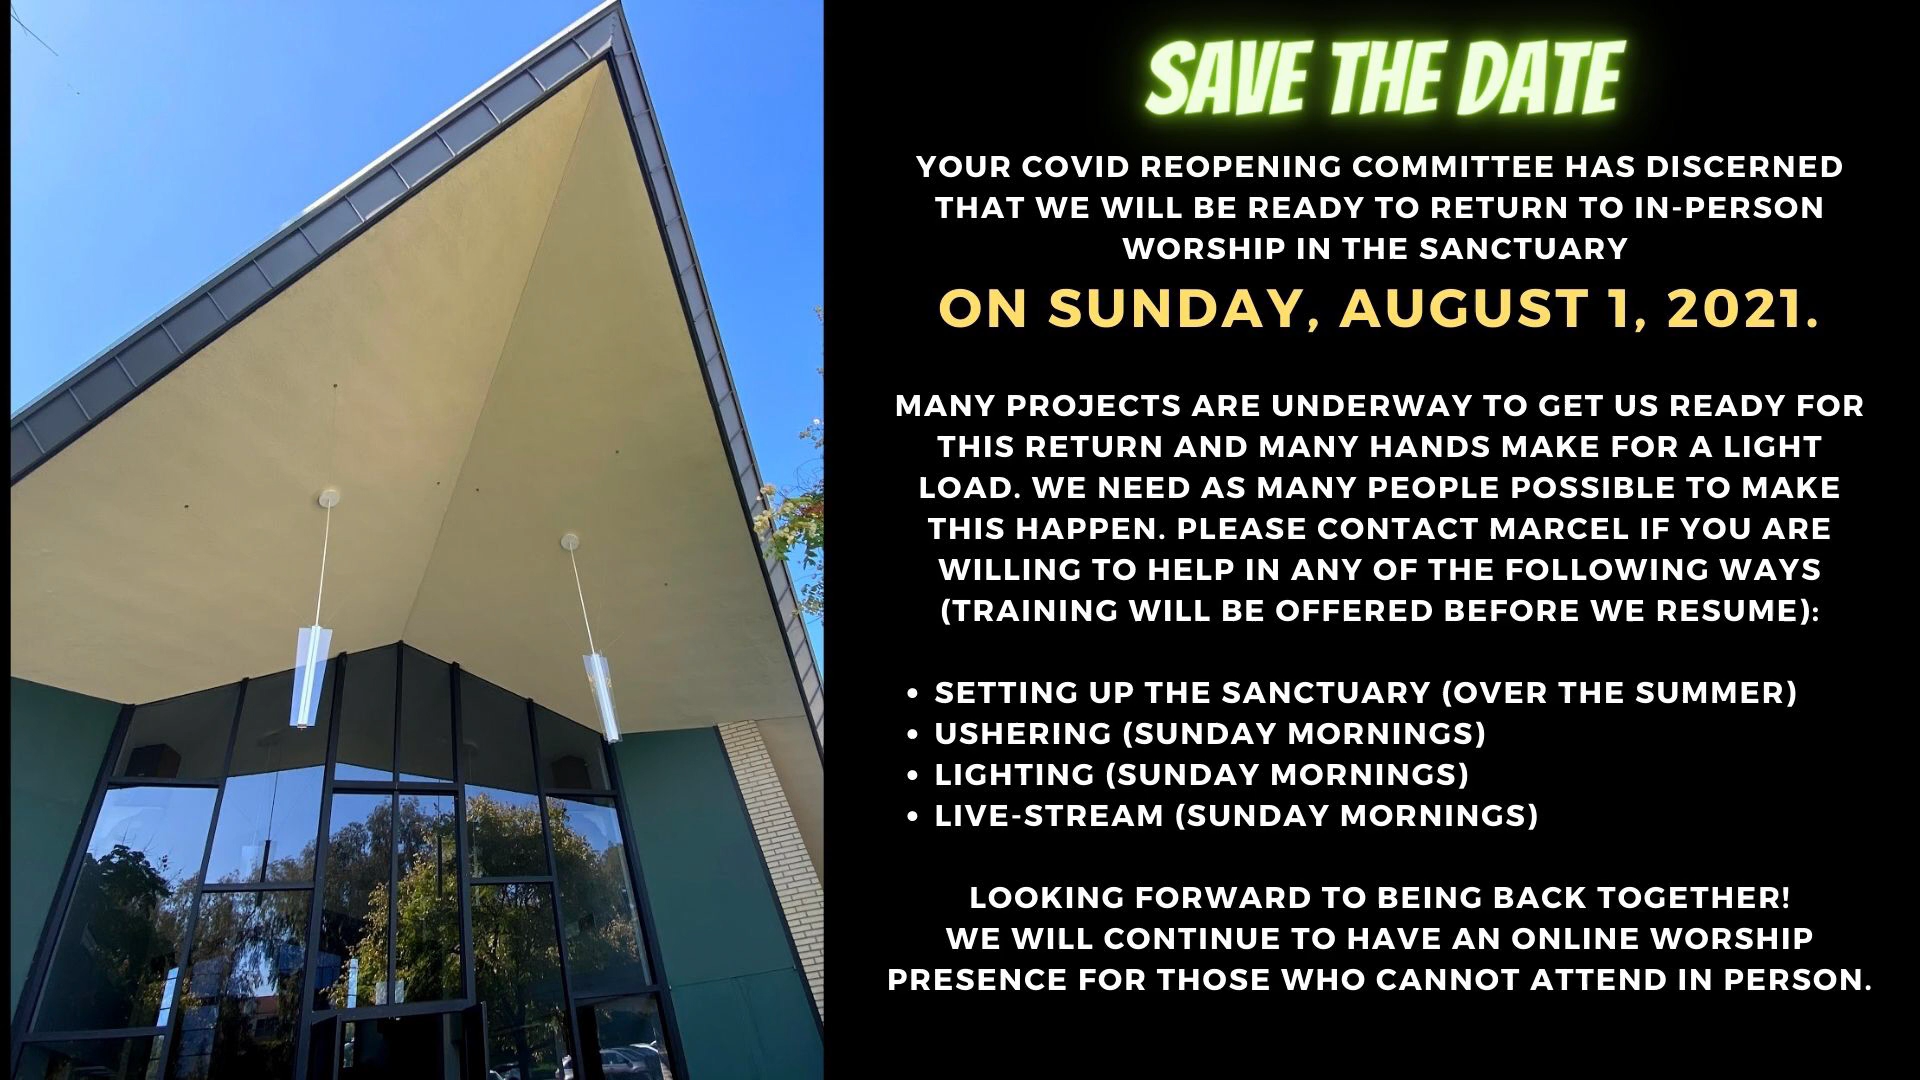 SAVE THE DATE
YOUR COVID REOPENING COMMITTEE HAS DISCERNED
THAT WE WILL BE READY TO RETURN TO IN-PERSON
WORSHIP IN THE SANCTUARY
ON SUNDAY, AUGUST 1, 2021.
MANY PROJECTS ARE UNDERWAY TO GET US READY FOR
THIS RETURN AND MANY HANDS MAKE FOR A LIGHT
LOAD. WE NEED AS MANY PEOPLE POSSIBLE TO MAKE
THIS HAPPEN. PLEASE CONTACT MARCEL IF YOU ARE
WILLING TO HELP IN ANY OF THE FOLLOWING WAYS
(TRAINING WILL BE OFFERED BEFORE WE RESUME):
• SETTING UP THE SANCTUARY (OVER THE SUMMER)
• USHERING (SUNDAY MORNINGS)
• LIGHTING (SUNDAY MORNINGS)
• LIVE-STREAM (SUNDAY MORNINGS)
LOOKING FORWARD TO BEING BACK TOGETHER!
WE WILL CONTINUE TO HAVE AN ONLINE WORSHIP
PRESENCE FOR THOSE WHO CANNOT ATTEND IN PERSON.